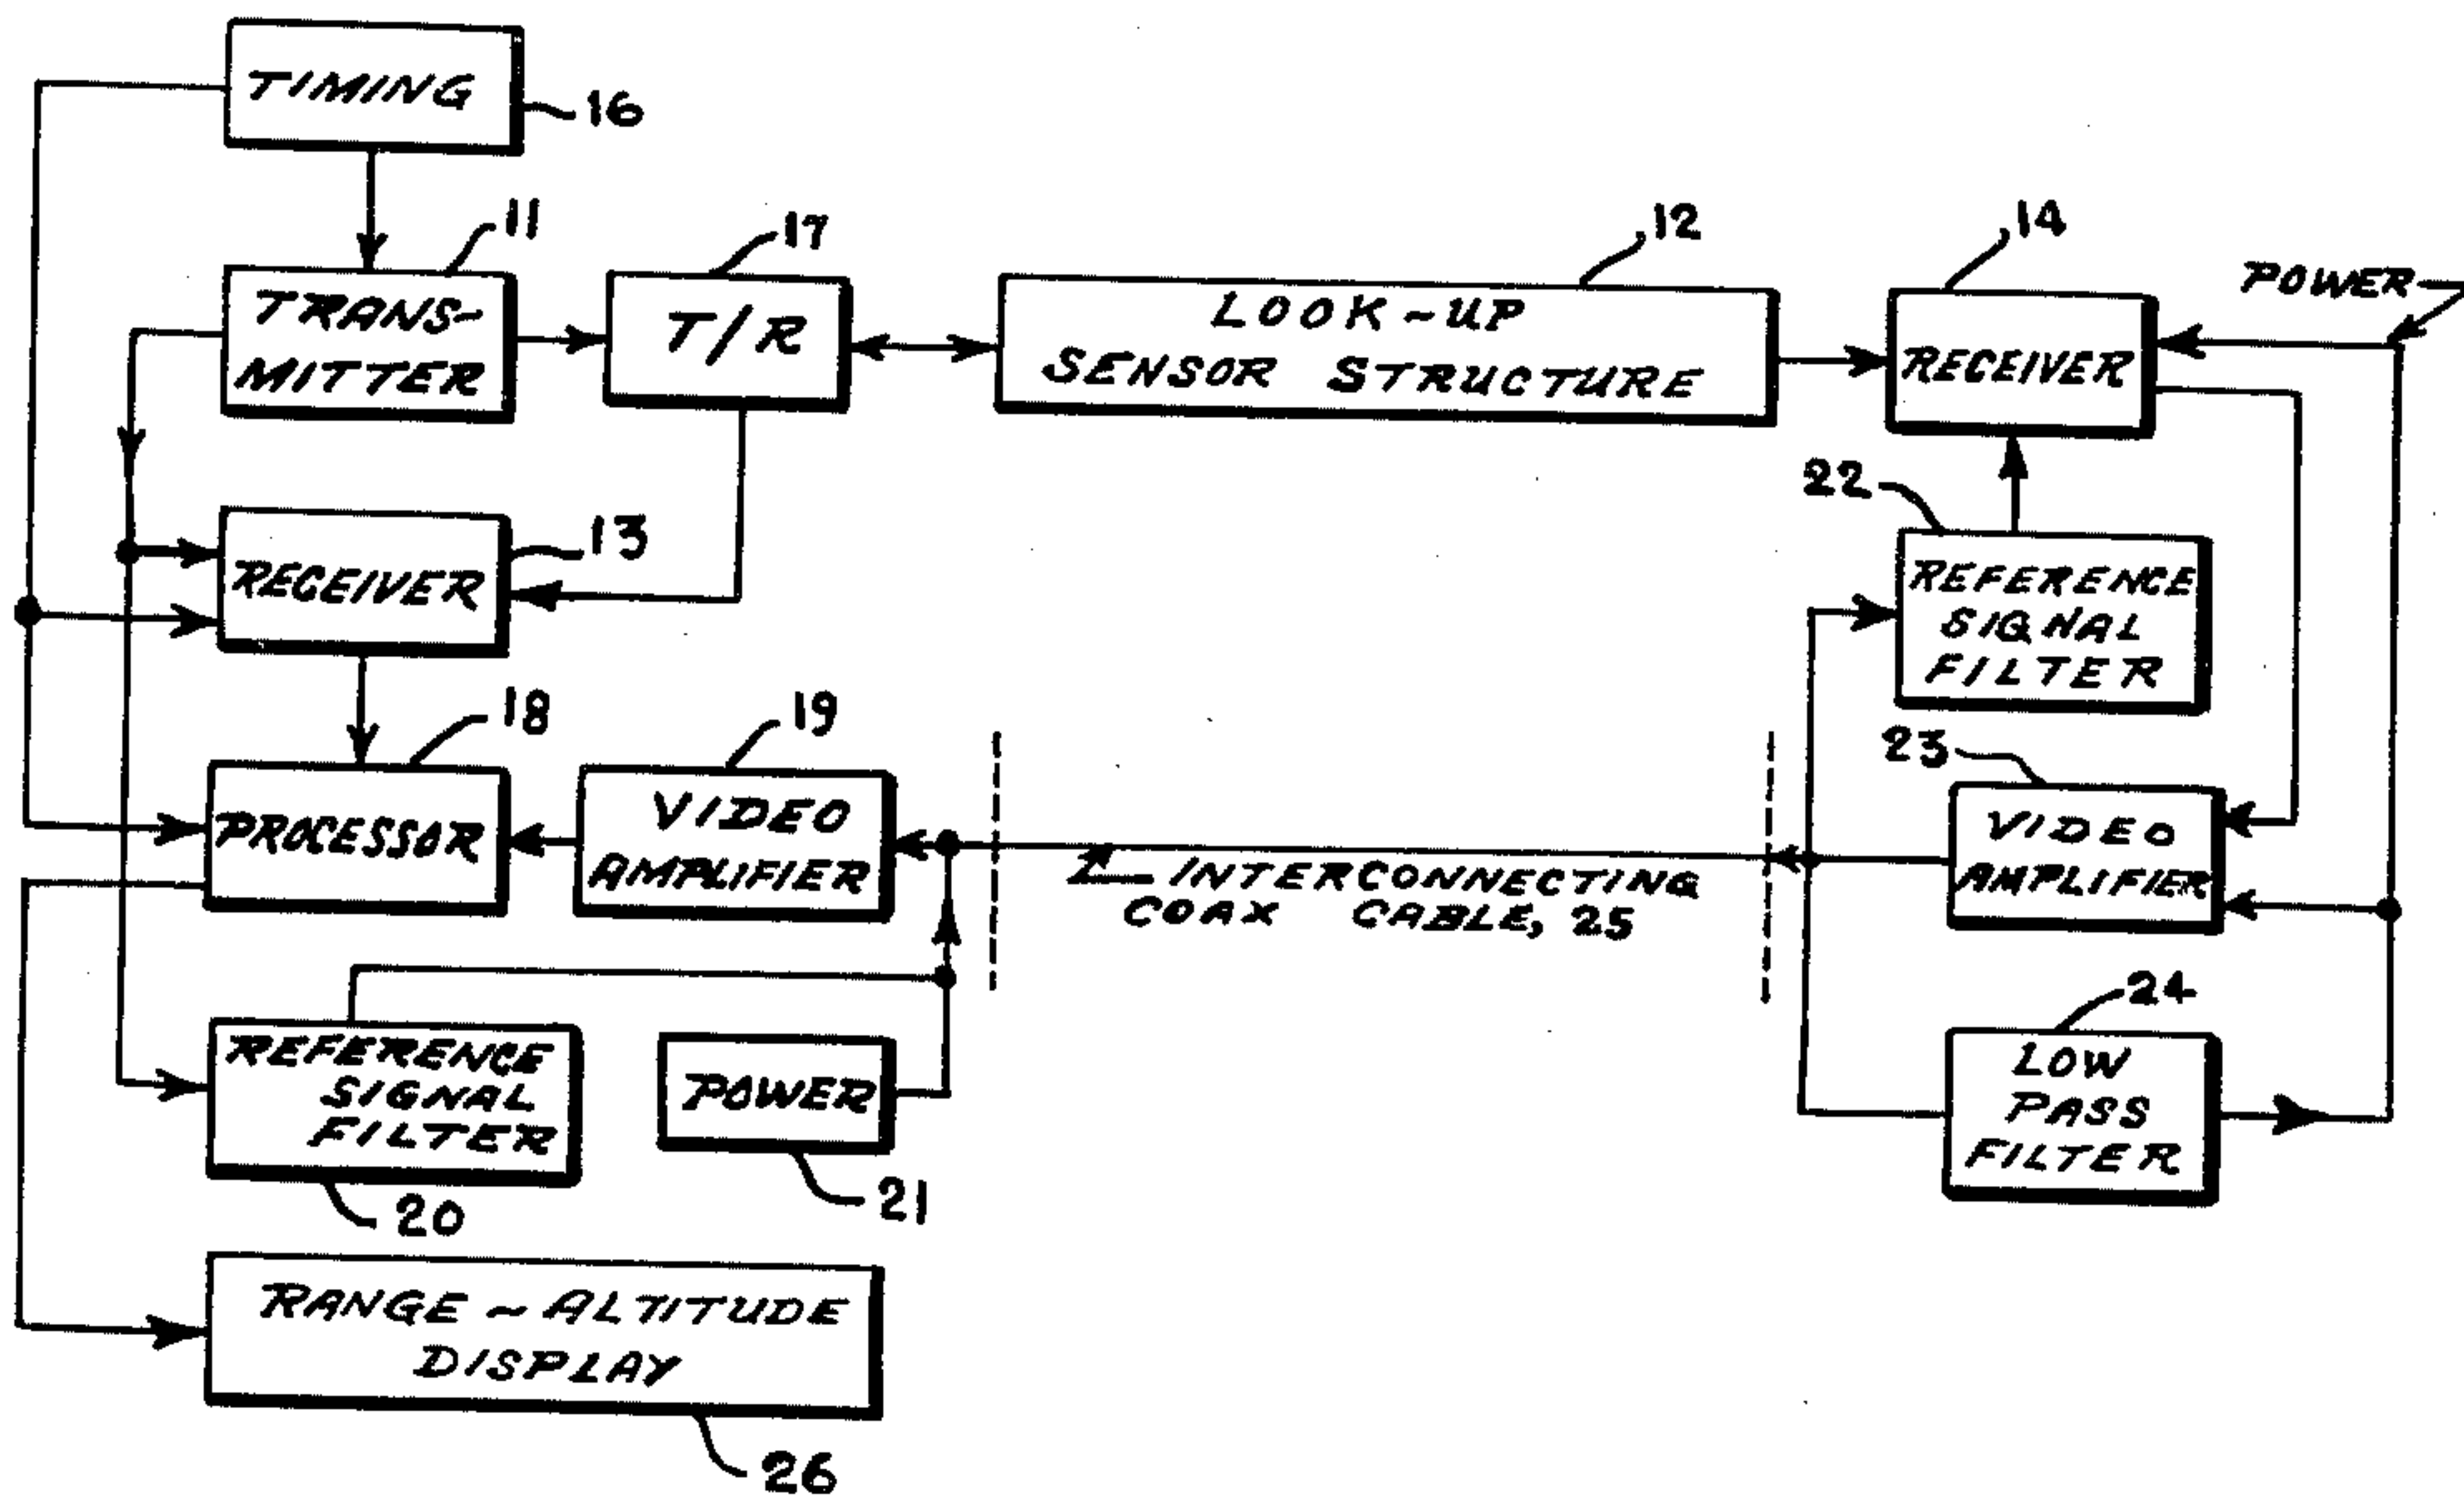 TIMING
16
11
17
12
14
POWER
TRANS-
MITTER
T/R
LOOK-UP
SENSOR STRUCTURE
RECEIVER
22
13
RECEIVER
REFERENCE
SIGNAL
FILTER
18
19
23
PROCESSOR
VIDEO
AMPLIFIER
INTERCONNECTING
COAX CABLE, 25
VIDEO
AMPLIFIER
24
REFERENCE
SIGNAL
FILTER
POWER
LOW
PASS
FILTER
20
21
RANGE-ALTITUDE
DISPLAY
26